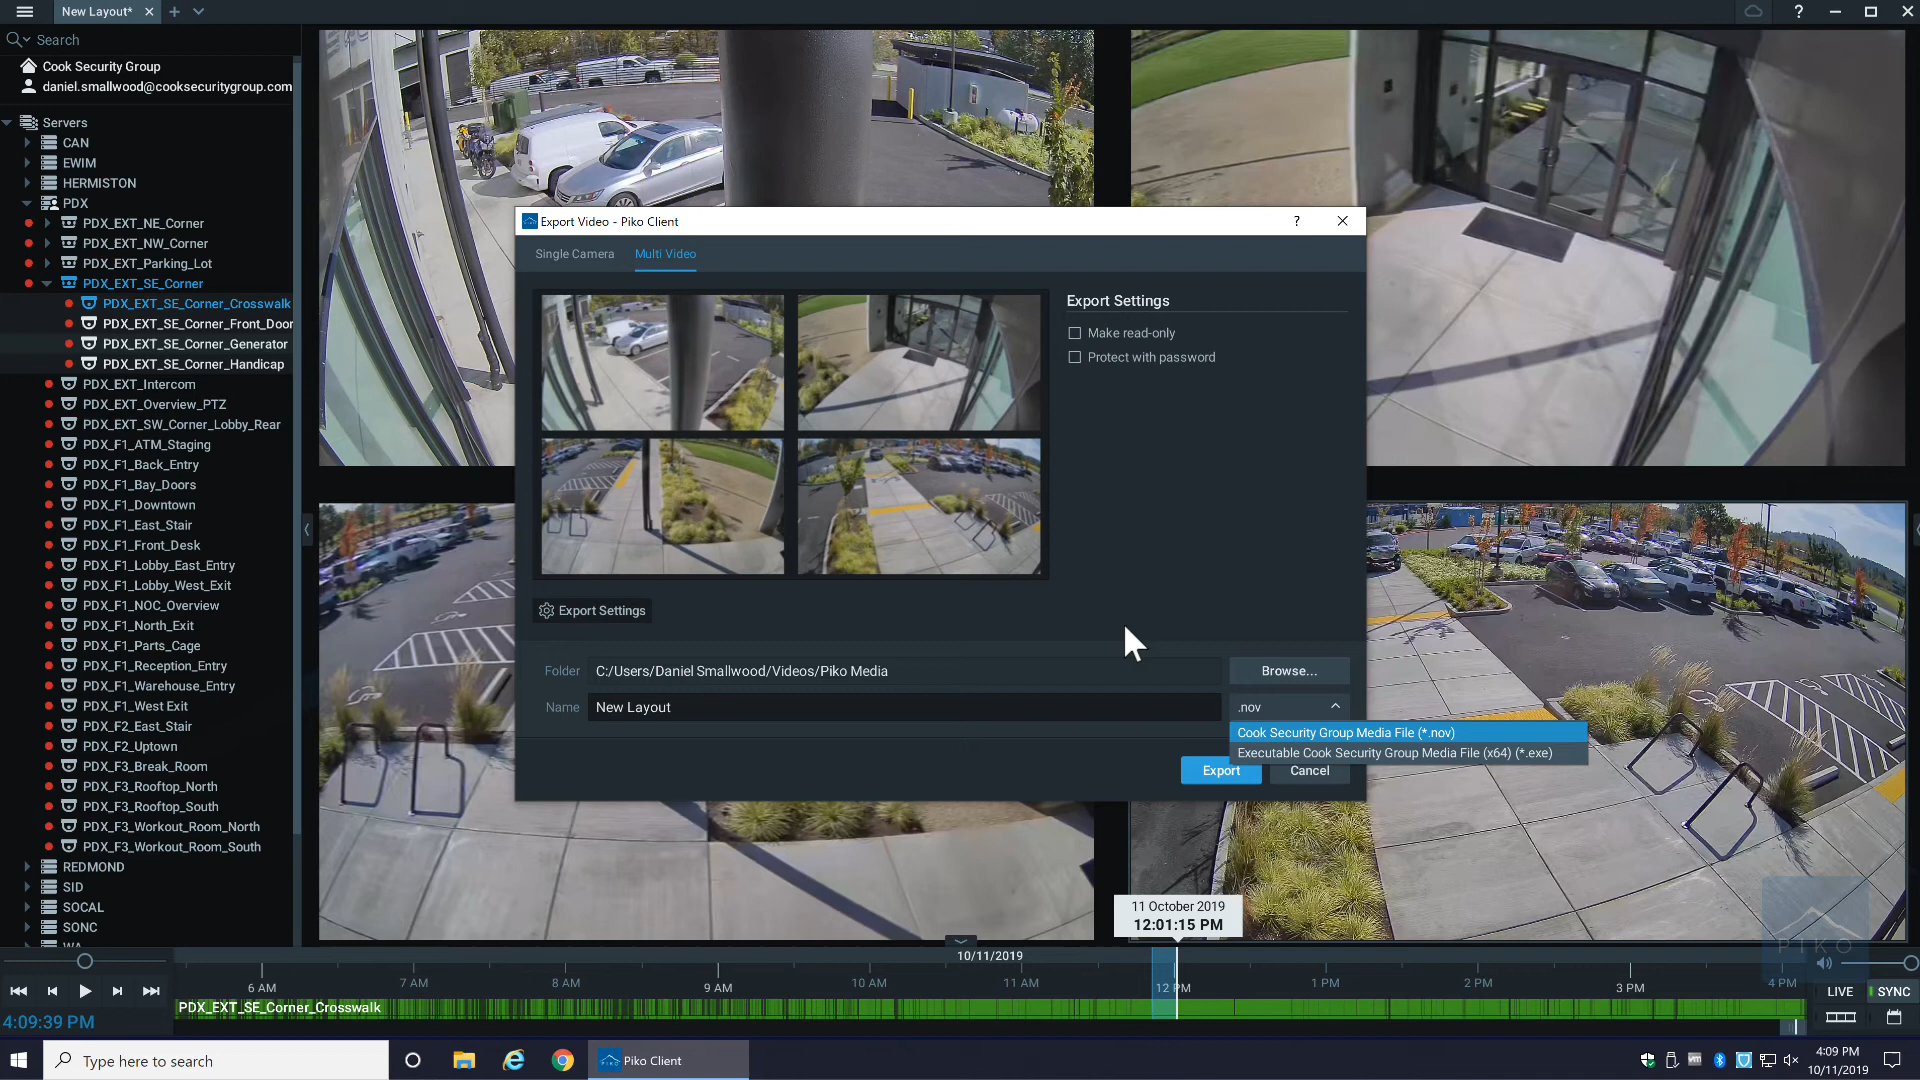 New Layout*
Search
Cook Security Group
daniel.smallwood@cooksecuritygroup.com
Servers
CAN
EWIM
HERMISTON
PDX
PDX_EXT_NE_Corner
PDX_EXT_NW_Corner
PDX_EXT_Parking_Lot
PDX_EXT_SE_Corner
PDX_EXT_SE_Corner_Crosswalk
PDX_EXT_SE_Corner_Front_Door
PDX_EXT_SE_Corner_Generator
PDX_EXT_SE_Corner_Handicap
PDX_EXT_Intercom
PDX_EXT_Overview_PTZ
PDX_EXT_SW_Corner_Lobby_Rear
PDX_F1_ATM_Staging
PDX_F1_Back_Entry
PDX_F1_Bay_Doors
PDX_F1_Downtown
PDX_F1_East_Stair
PDX_F1_Front_Desk
PDX_F1_Lobby_East_Entry
PDX_F1_Lobby_West_Exit
PDX_F1_NOC_Overview
PDX_F1_North_Exit
PDX_F1_Parts_Cage
PDX_F1_Reception_Entry
PDX_F1_Warehouse_Entry
PDX_F1_West Exit
PDX_F2_East_Stair
PDX_F2_Uptown
PDX_F3_Break_Room
PDX_F3_Rooftop_North
PDX_F3_Rooftop_South
PDX_F3_Workout_Room_North
PDX_F3_Workout_Room_South
REDMOND
SID
SOCAL
SONC
WA
Export Video - Piko Client
?
Single Camera Multi Video
Export Settings
Make read-only
Protect with password
Export Settings
Folder C:/Users/Daniel Smallwood/Videos/Piko Media Browse...
Name New Layout .nov
Cook Security Group Media File (*.nov)
Executable Cook Security Group Media File (x64) (*.exe)
Export Cancel
11 October 2019
12:01:15 PM
PIKO
10/11/2019
6 AM 7 AM 8 AM 9 AM 10 AM 11 AM 12 PM 1 PM 2 PM 3 PM 4 PM
PDX_EXT_SE_Corner_Crosswalk
4:09:39 PM
LIVE SYNC
Type here to search
Piko Client
4:09 PM
10/11/2019